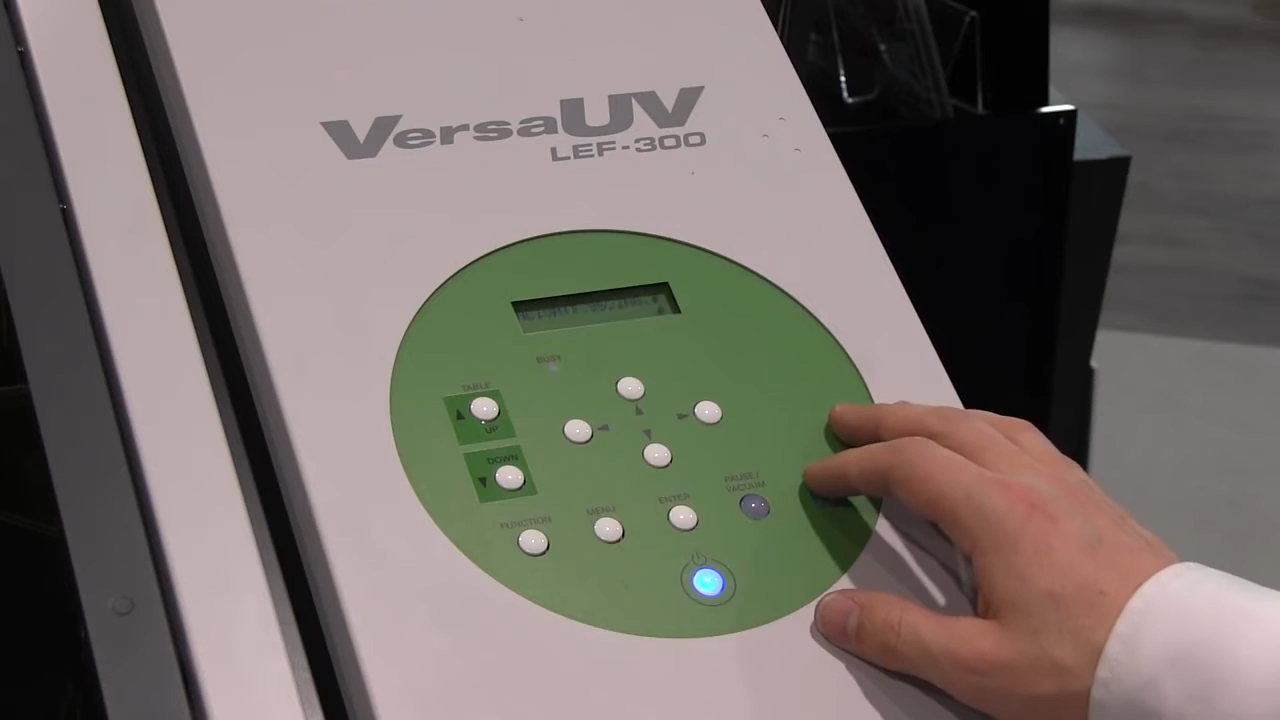 VersaUV
LEF-300
BUSY
TABLE
UP
DOWN
FUNCTION
MENU
ENTER
PAUSE/
VACUUM